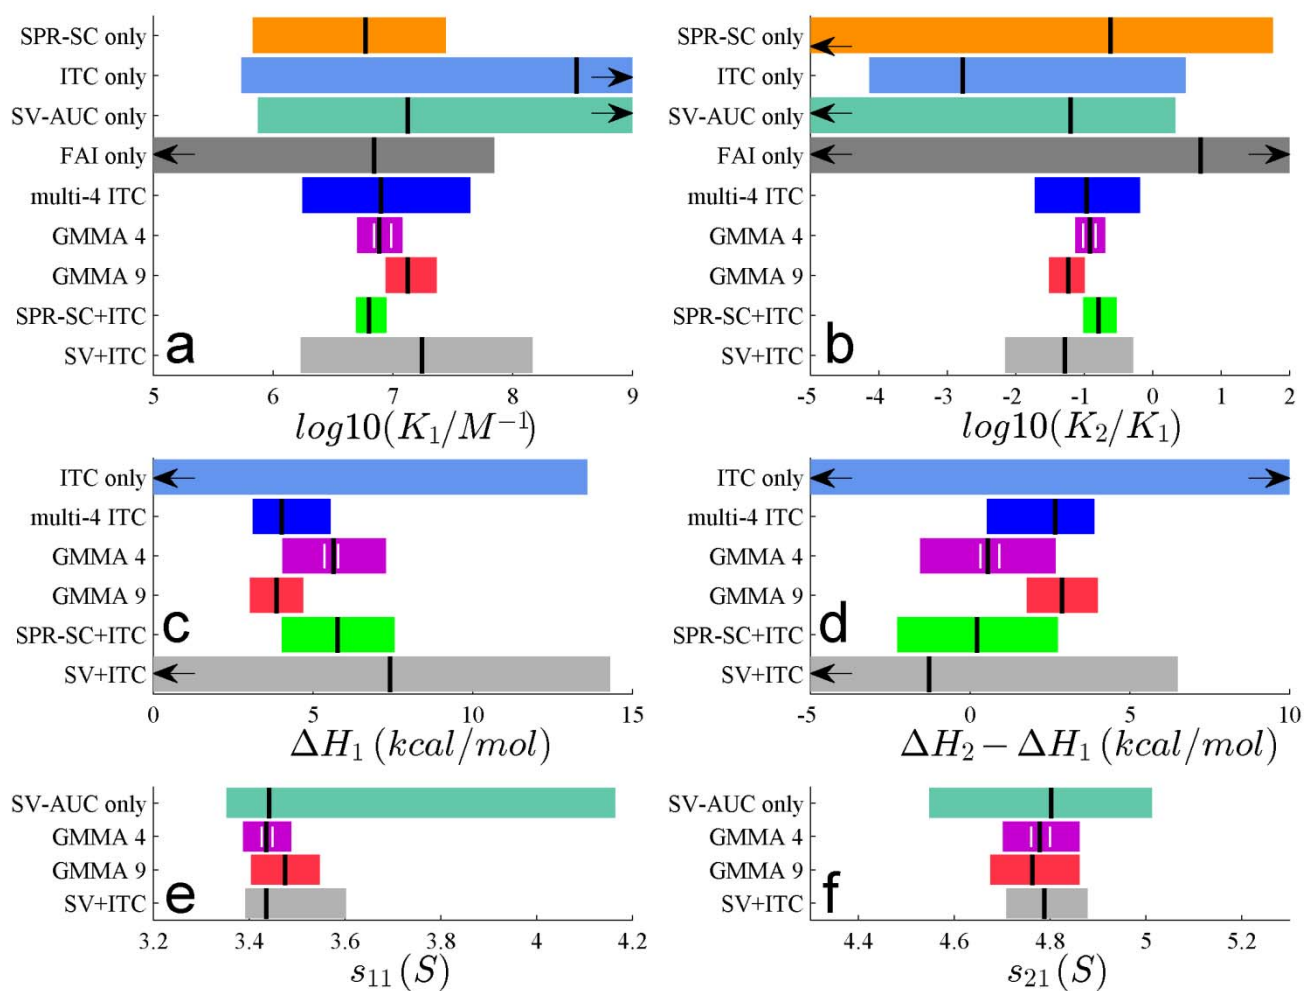 SPR-SC only
ITC only
SV-AUC only
FAI only
multi-4 ITC
GMMA 4
GMMA 9
SPR-SC+ITC
SV+ITC
a
5 6 7 8 9
log10(K₁/M⁻¹)
SPR-SC only
ITC only
SV-AUC only
FAI only
multi-4 ITC
GMMA 4
GMMA 9
SPR-SC+ITC
SV+ITC
b
-5 -4 -3 -2 -1 0 1 2
log10(K₂/K₁)
ITC only
multi-4 ITC
GMMA 4
GMMA 9
SPR-SC+ITC
SV+ITC
c
0 5 10 15
ΔH₁ (kcal/mol)
ITC only
multi-4 ITC
GMMA 4
GMMA 9
SPR-SC+ITC
SV+ITC
d
-5 0 5 10
ΔH₂ − ΔH₁ (kcal/mol)
SV-AUC only
GMMA 4
GMMA 9
SV+ITC
e
3.2 3.4 3.6 3.8 4 4.2
s₁₁(S)
SV-AUC only
GMMA 4
GMMA 9
SV+ITC
f
4.4 4.6 4.8 5 5.2
s₂₁(S)